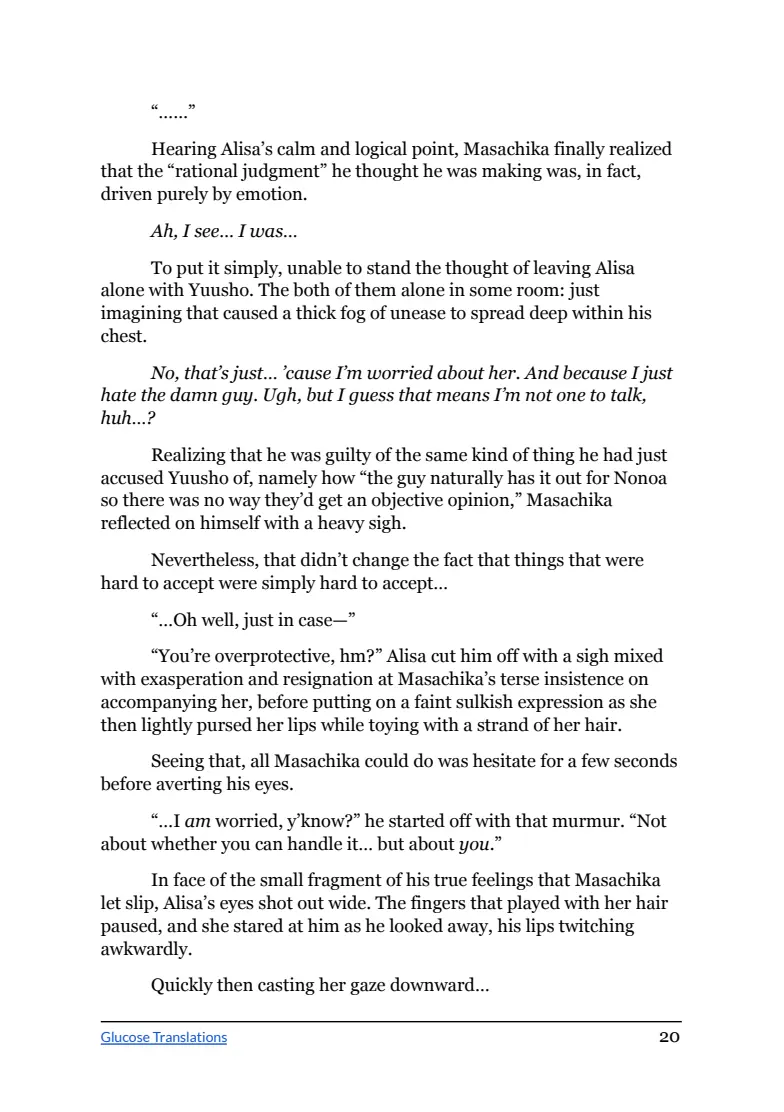 “......”
Hearing Alisa’s calm and logical point, Masachika finally realized
that the “rational judgment” he thought he was making was, in fact,
driven purely by emotion.
Ah, I see... I was...
To put it simply, unable to stand the thought of leaving Alisa
alone with Yuusho. The both of them alone in some room: just
imagining that caused a thick fog of unease to spread deep within his
chest.
No, that’s just... ’cause I’m worried about her. And because I just
hate the damn guy. Ugh, but I guess that means I’m not one to talk,
huh...?
Realizing that he was guilty of the same kind of thing he had just
accused Yuusho of, namely how “the guy naturally has it out for Nonoa
so there was no way they’d get an objective opinion,” Masachika
reflected on himself with a heavy sigh.
Nevertheless, that didn’t change the fact that things that were
hard to accept were simply hard to accept...
“...Oh well, just in case—”
“You’re overprotective, hm?” Alisa cut him off with a sigh mixed
with exasperation and resignation at Masachika’s terse insistence on
accompanying her, before putting on a faint sulkish expression as she
then lightly pursed her lips while toying with a strand of her hair.
Seeing that, all Masachika could do was hesitate for a few seconds
before averting his eyes.
“...I am worried, y’know?” he started off with that murmur. “Not
about whether you can handle it... but about you.”
In face of the small fragment of his true feelings that Masachika
let slip, Alisa’s eyes shot out wide. The fingers that played with her hair
paused, and she stared at him as he looked away, his lips twitching
awkwardly.
Quickly then casting her gaze downward...
Glucose Translations 20